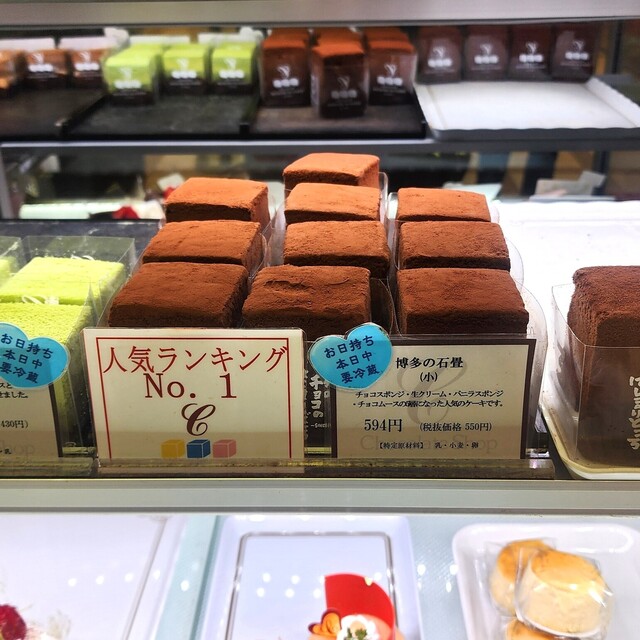 お日持ち
本日中
要冷蔵
430円)
人気ランキング
No. 1
C
お日持ち
本日中
要冷蔵
博多の石畳
(小)
チョコスポンジ・生クリーム・バニラスポンジ
・チョコムースの5層になった人気のケーキです。
594円 (税抜価格 550円)
【特定原材料】 乳・小麦・卵